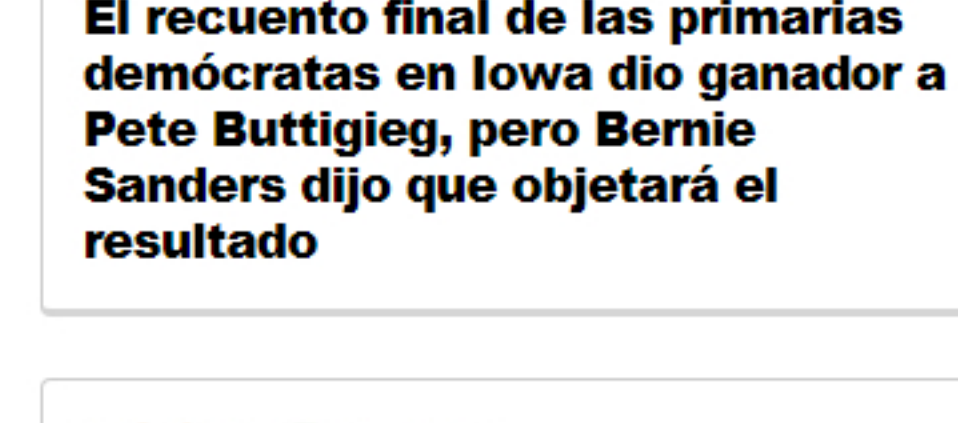 El recuento final de las primarias
demócratas en Iowa dio ganador a
Pete Buttigieg, pero Bernie
Sanders dijo que objetará el
resultado